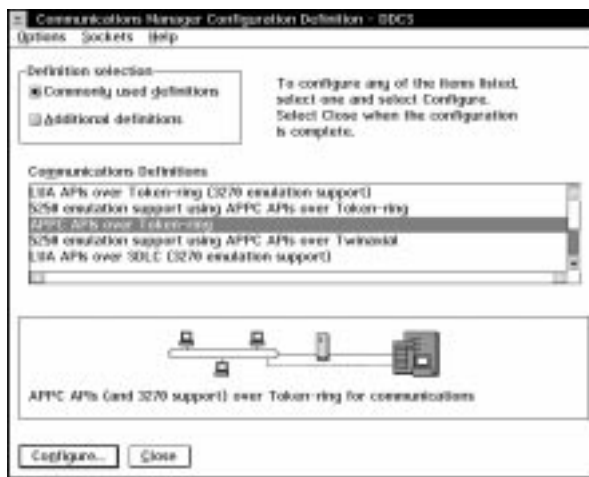 Communications Manager Configuration Definition - DDCS
Options Sockets Help
Definition selection
Commonly used definitions
Additional definitions
To configure any of the items listed,
select one and select Configure.
Select Close when the configuration
is complete.
Communications Definitions
LUA APIs over Token-ring (3270 emulation support)
5250 emulation support using APPC APIs over Token-ring
APPC APIs over Token-ring
5250 emulation support using APPC APIs over Twinaxial
LUA APIs over SDLC (3270 emulation support)
APPC APIs (and 3270 support) over Token-ring for communications
Configure... Close